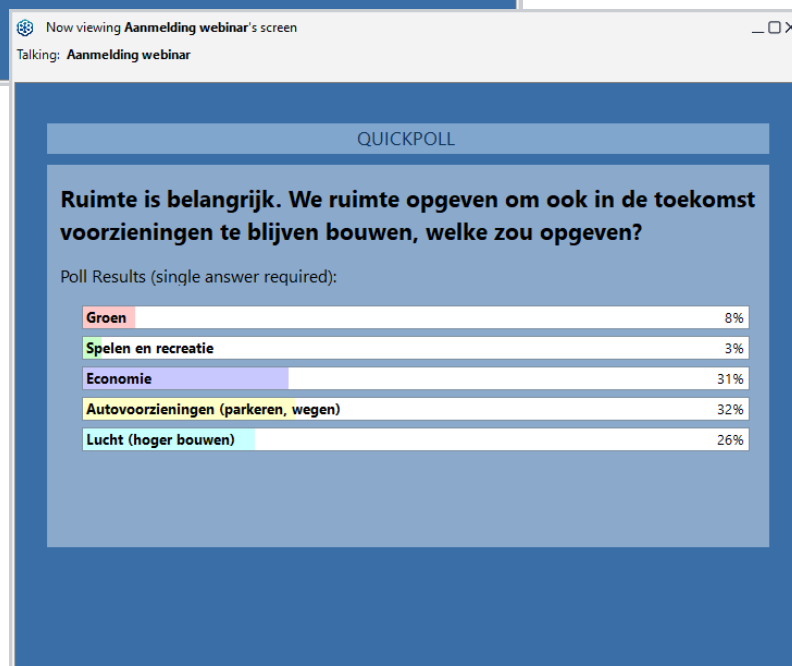 Now viewing Aanmelding webinar's screen
Talking: Aanmelding webinar
QUICKPOLL
Ruimte is belangrijk. We ruimte opgeven om ook in de toekomst
voorzieningen te blijven bouwen, welke zou opgeven?
Poll Results (single answer required):
Groen 8%
Spelen en recreatie 3%
Economie 31%
Autovoorzieningen (parkeren, wegen) 32%
Lucht (hoger bouwen) 26%